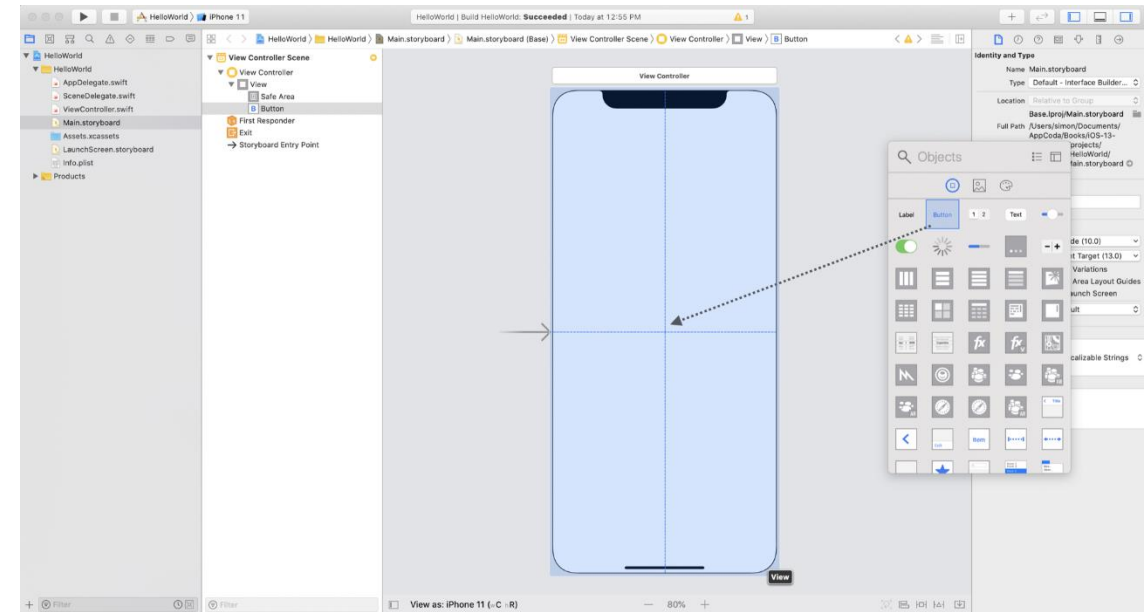 HelloWorld
iPhone 11
HelloWorld | Build HelloWorld: Succeeded | Today at 12:55 PM
1
HelloWorld
HelloWorld
AppDelegate.swift
SceneDelegate.swift
ViewController.swift
Main.storyboard
Assets.xcassets
LaunchScreen.storyboard
Info.plist
Products
Filter
HelloWorld
HelloWorld
Main.storyboard
Main.storyboard (Base)
View Controller Scene
View Controller
View
B Button
View Controller Scene
View Controller
View
Safe Area
B Button
First Responder
Exit
Storyboard Entry Point
Filter
View Controller
View
View as: iPhone 11 (wC hR)
80%
Identity and Type
Name Main.storyboard
Type Default - Interface Builder...
Location Relative to Group
Base.lproj/Main.storyboard
Full Path /Users/simon/Documents/
AppCoda/Books/iOS-13-
projects/
HelloWorld/
Main.storyboard
Objects
Label
Button
1 2
Text
fx
fx
Title
Item
de (10.0)
t Target (13.0)
Variations
Area Layout Guides
unch Screen
ult
calizable Strings